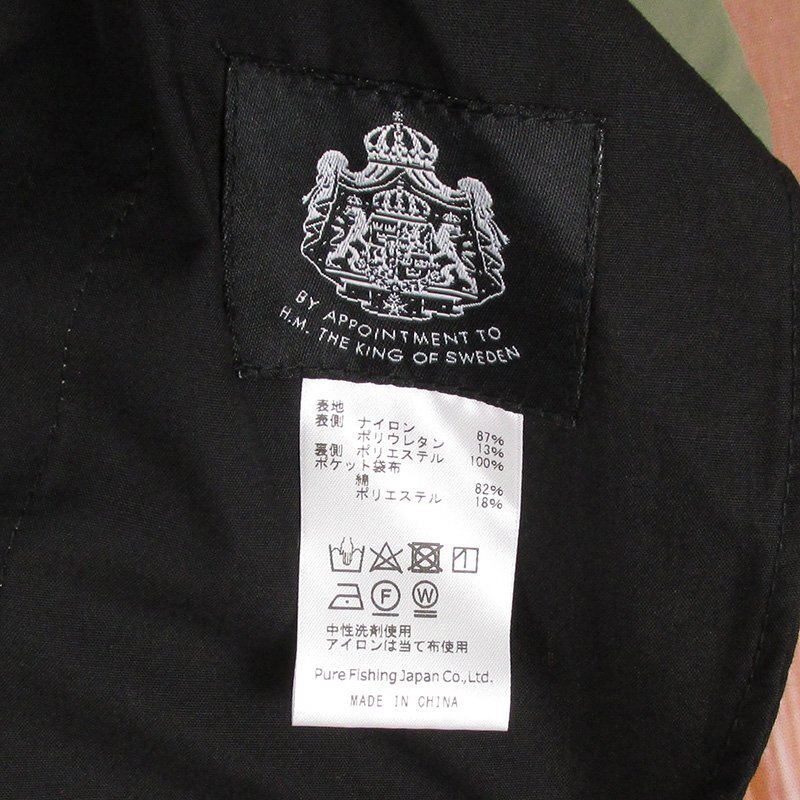 BY APPOINTMENT TO
H.M. THE KING OF SWEDEN
表地
表側 ナイロン 87%
ポリウレタン 13%
裏側 ポリエステル 100%
ポケット袋布
綿 82%
ポリエステル 18%
F W
中性洗剤使用
アイロンは当て布使用
Pure Fishing Japan Co.,Ltd.
MADE IN CHINA